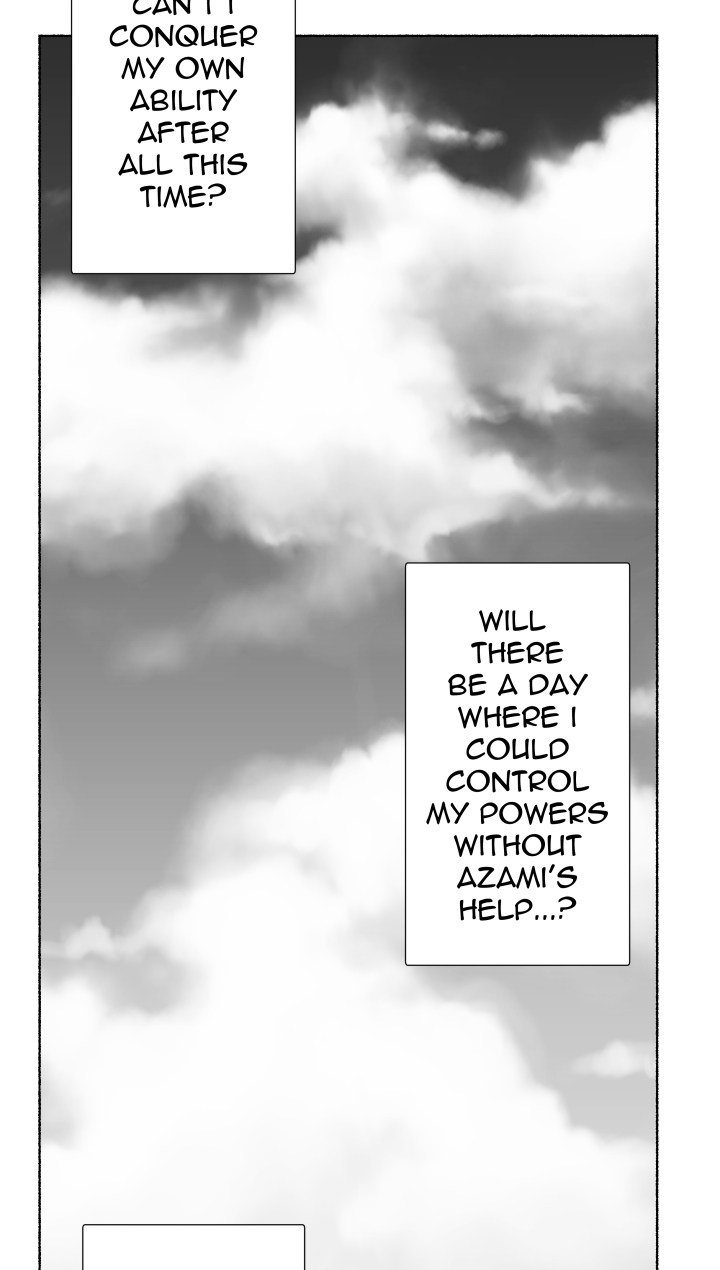 CAN'T I
CONQUER
MY OWN
ABILITY
AFTER
ALL THIS
TIME?
WILL
THERE
BE A DAY
WHERE I
COULD
CONTROL
MY POWERS
WITHOUT
AZAMI'S
HELP...?